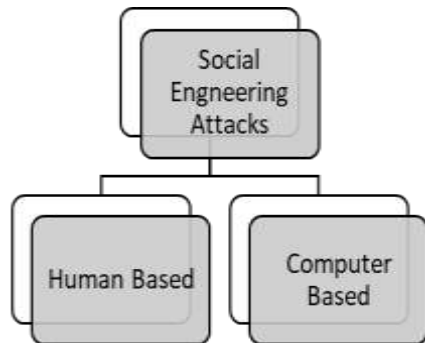 Social
Engneering
Attacks
Human Based
Computer
Based